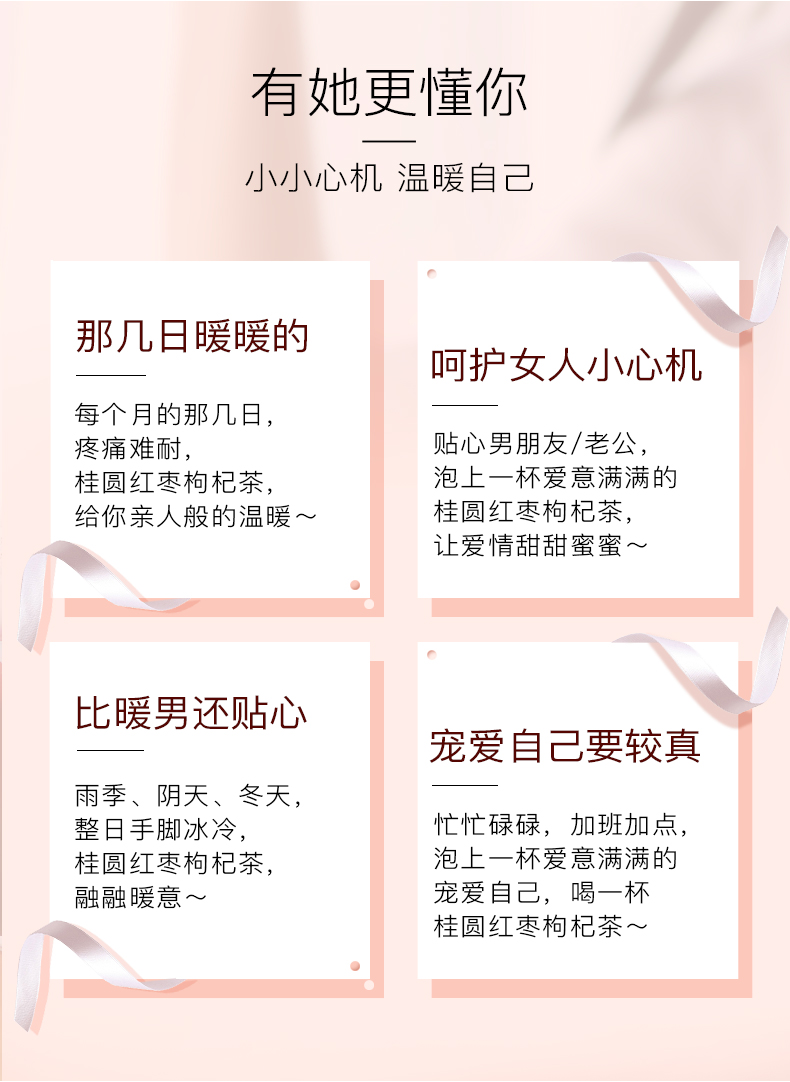 有她更懂你
小小心机 温暖自己
那几日暖暖的
每个月的那几日，
疼痛难耐，
桂圆红枣枸杞茶，
给你亲人般的温暖～
呵护女人小心机
贴心男朋友/老公，
泡上一杯爱意满满的
桂圆红枣枸杞茶，
让爱情甜甜蜜蜜～
比暖男还贴心
雨季、阴天、冬天，
整日手脚冰冷，
桂圆红枣枸杞茶，
融融暖意～
宠爱自己要较真
忙忙碌碌，加班加点，
泡上一杯爱意满满的
宠爱自己，喝一杯
桂圆红枣枸杞茶～